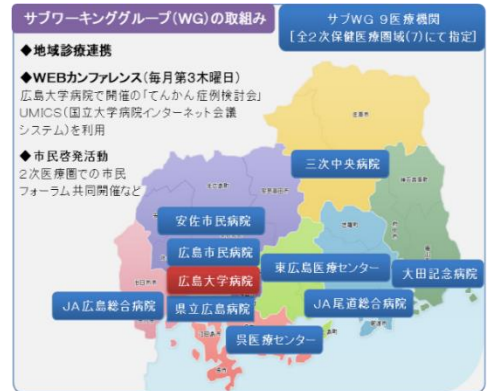 サブワーキンググループ(WG)の取組み
サブWG 9医療機関
[全2次保健医療圏域(7)にて指定]
◆地域診療連携
◆WEBカンファレンス(毎月第3木曜日)
広島大学病院で開催の「てんかん症例検討会」
UMICS(国立大学病院インターネット会議
システム)を利用
◆市民啓発活動
2次医療圏での市民
フォーラム共同開催など
三次中央病院
安佐市民病院
広島市民病院
広島大学病院
東広島医療センター
大田記念病院
JA広島総合病院
県立広島病院
JA尾道総合病院
呉医療センター